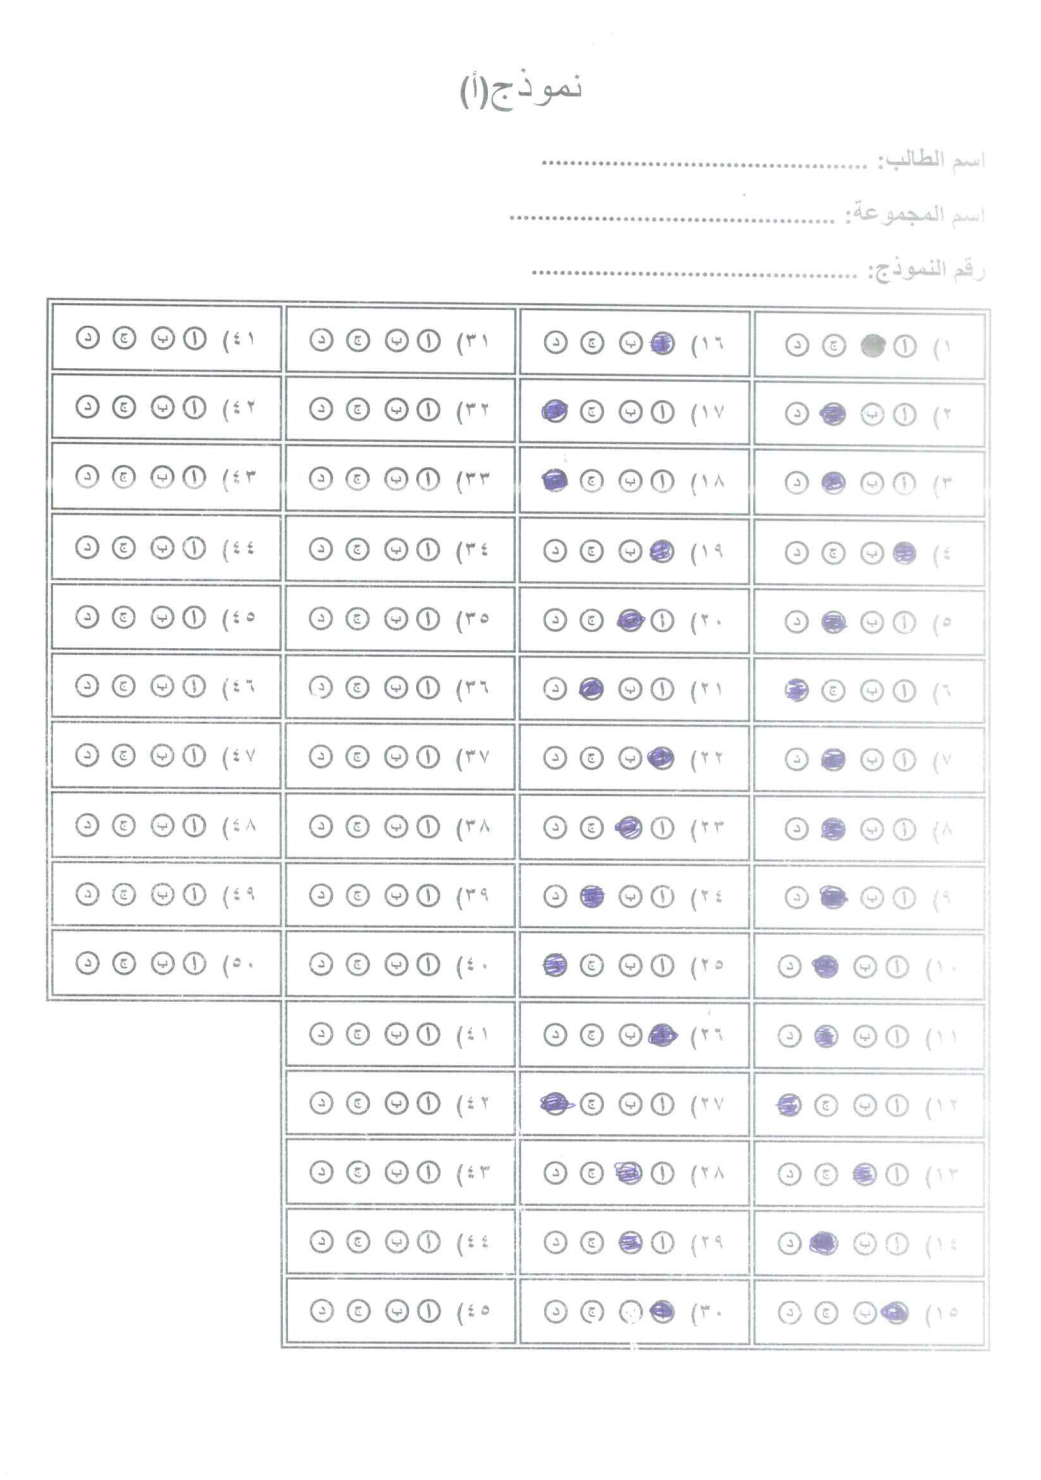 نموذج(أ)
اسم الطالب: ..............................................
اسم المجموعة: ..............................................
رقم النموذج: ..............................................
١) أ ج د
٢) أ ب د
٣) أ ب د
٤) ب ج د
٥) أ ب د
٦) أ ب ج
٧) أ ب د
٨) أ ب د
٩) أ ب د
١٠) أ ب د
١١) أ ب د
١٢) أ ب ج
١٣) أ ج د
١٤) أ ب د
١٥) ب ج د
١٦) ب ج د
١٧) أ ب ج
١٨) أ ب ج
١٩) ب ج د
٢٠) أ ج د
٢١) أ ب د
٢٢) ب ج د
٢٣) أ ج د
٢٤) أ ب د
٢٥) أ ب ج
٢٦) ب ج د
٢٧) أ ب ج
٢٨) أ ج د
٢٩) أ ج د
٣٠) ب ج د
٣١) أ ب ج د
٣٢) أ ب ج د
٣٣) أ ب ج د
٣٤) أ ب ج د
٣٥) أ ب ج د
٣٦) أ ب ج د
٣٧) أ ب ج د
٣٨) أ ب ج د
٣٩) أ ب ج د
٤٠) أ ب ج د
٤١) أ ب ج د
٤٢) أ ب ج د
٤٣) أ ب ج د
٤٤) أ ب ج د
٤٥) أ ب ج د
٤١) أ ب ج د
٤٢) أ ب ج د
٤٣) أ ب ج د
٤٤) أ ب ج د
٤٥) أ ب ج د
٤٦) أ ب ج د
٤٧) أ ب ج د
٤٨) أ ب ج د
٤٩) أ ب ج د
٥٠) أ ب ج د